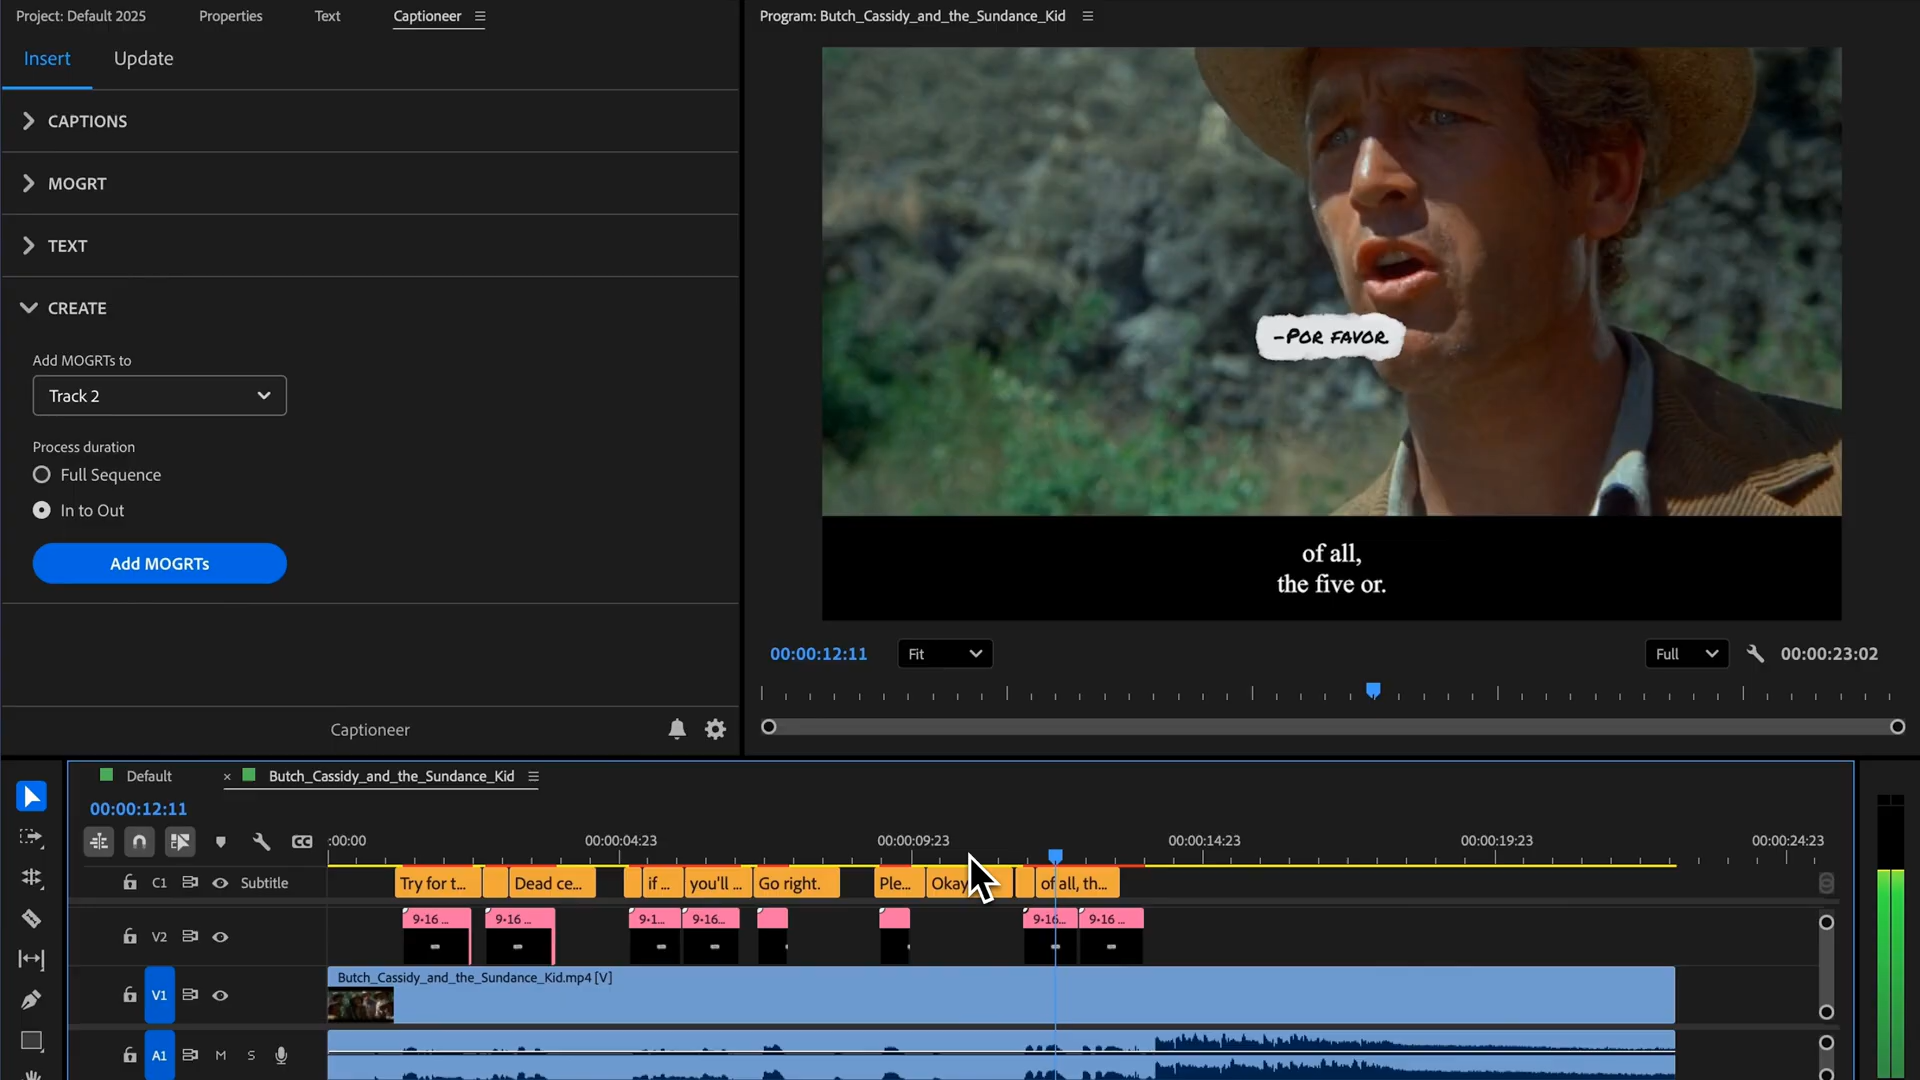 Project: Default 2025
Properties
Text
Captioneer
Insert
Update
CAPTIONS
MOGRT
TEXT
CREATE
Add MOGRTs to
Track 2
Process duration
Full Sequence
In to Out
Add MOGRTs
Captioneer
Program: Butch_Cassidy_and_the_Sundance_Kid
-POR FAVOR.
of all,
the five or.
00:00:12:11
Fit
Full
00:00:23:02
Default
× Butch_Cassidy_and_the_Sundance_Kid
00:00:12:11
CC
:00:00
00:00:04:23
00:00:09:23
00:00:14:23
00:00:19:23
00:00:24:23
C1
Subtitle
Try for t...
Dead ce...
if ...
you'll ...
Go right.
Ple...
Okay
of all, th...
V2
9•16 ...
9•16 ...
9•1...
9•16...
9•16...
9•16 ...
V1
Butch_Cassidy_and_the_Sundance_Kid.mp4 [V]
A1
M
S